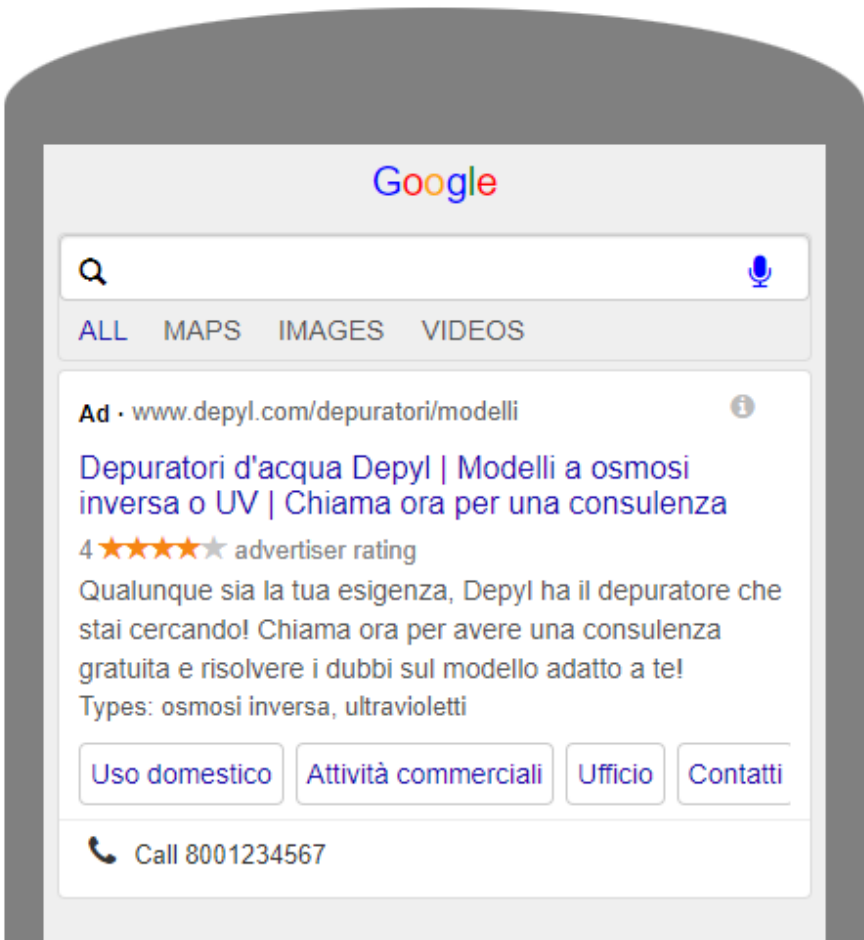 Google
ALL MAPS IMAGES VIDEOS
Ad · www.depyl.com/depuratori/modelli
Depuratori d'acqua Depyl | Modelli a osmosi
inversa o UV | Chiama ora per una consulenza
4 ★★★★★ advertiser rating
Qualunque sia la tua esigenza, Depyl ha il depuratore che
stai cercando! Chiama ora per avere una consulenza
gratuita e risolvere i dubbi sul modello adatto a te!
Types: osmosi inversa, ultravioletti
Uso domestico Attività commerciali Ufficio Contatti
Call 8001234567